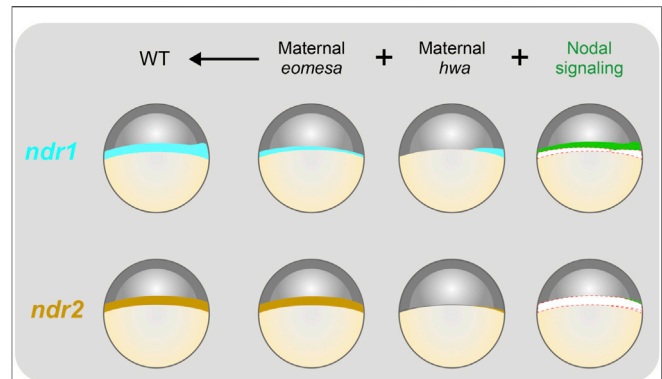 WT
Maternal
eomesa
+
Maternal
hwa
+
Nodal
signaling
ndr1
ndr2